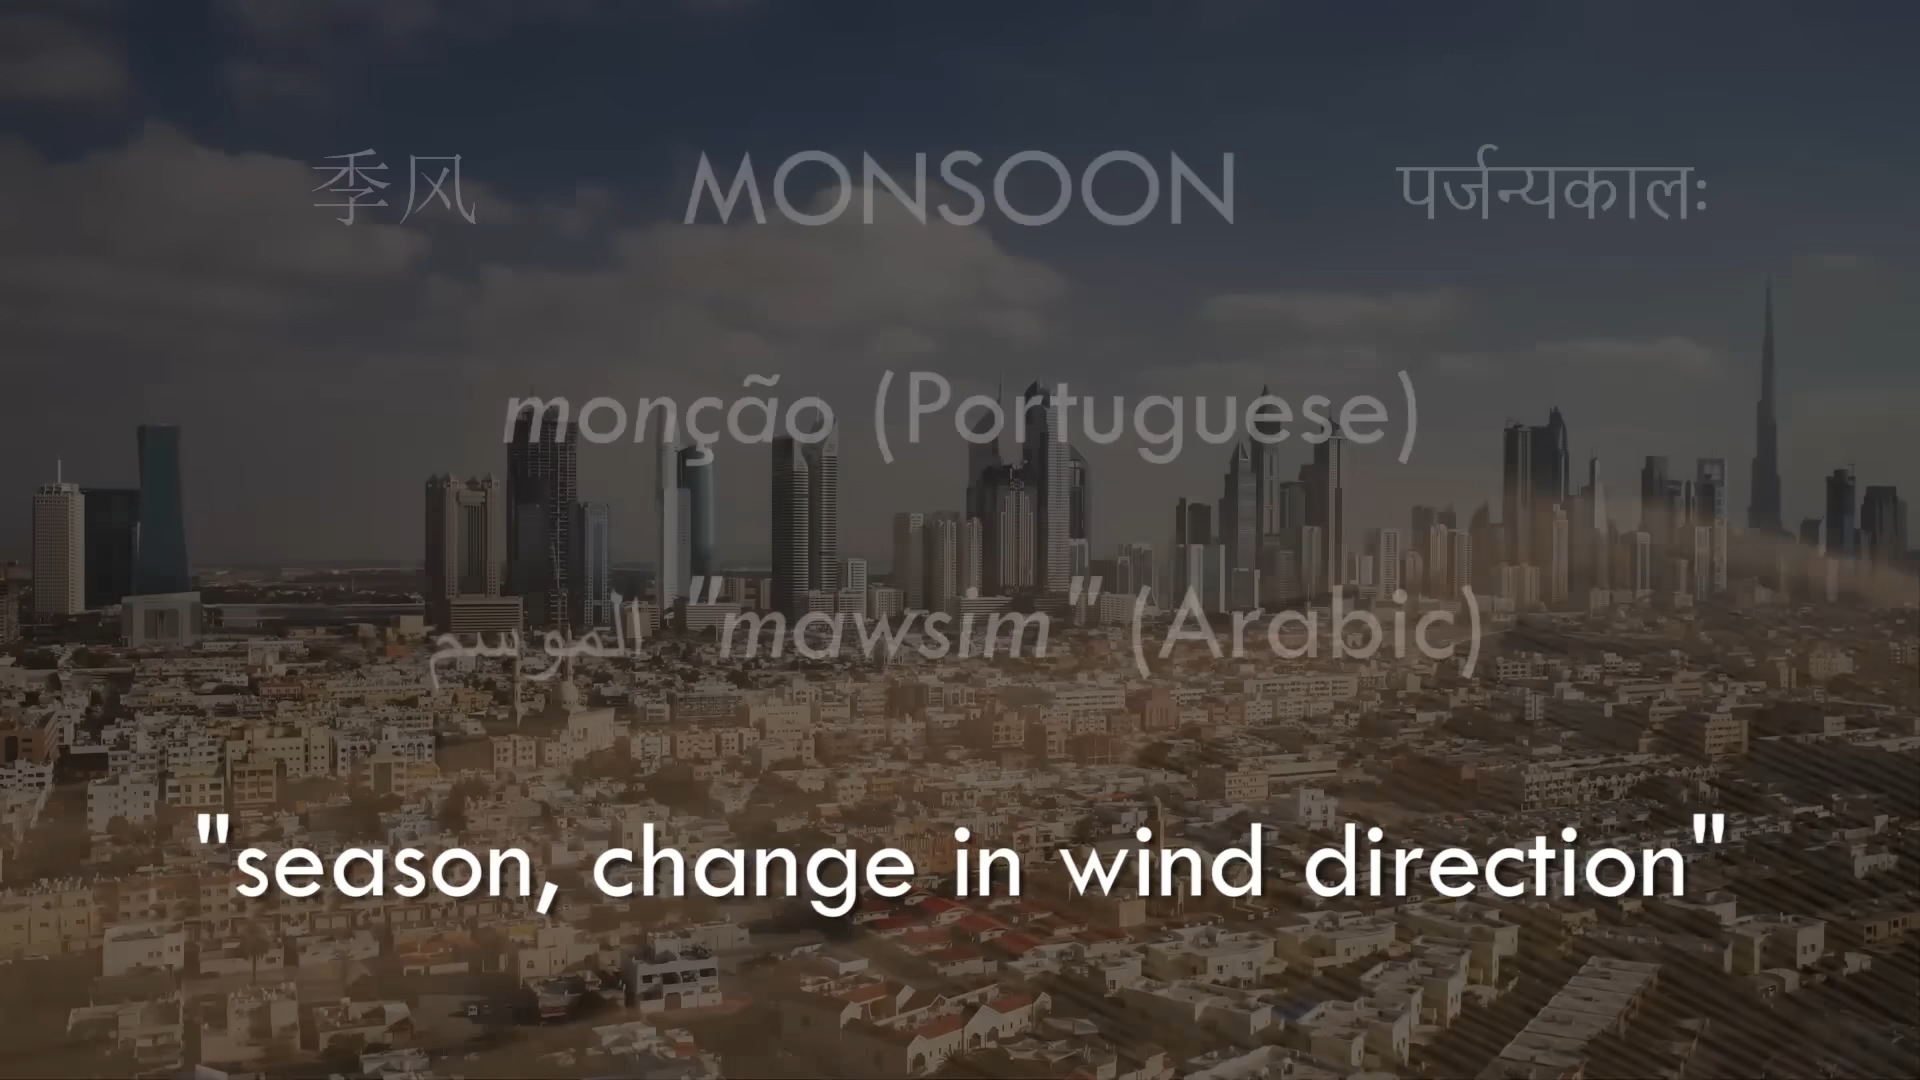 季风 MONSOON पर्जन्यकालः
monção (Portuguese)
الموسم "mawsim" (Arabic)
"season, change in wind direction"